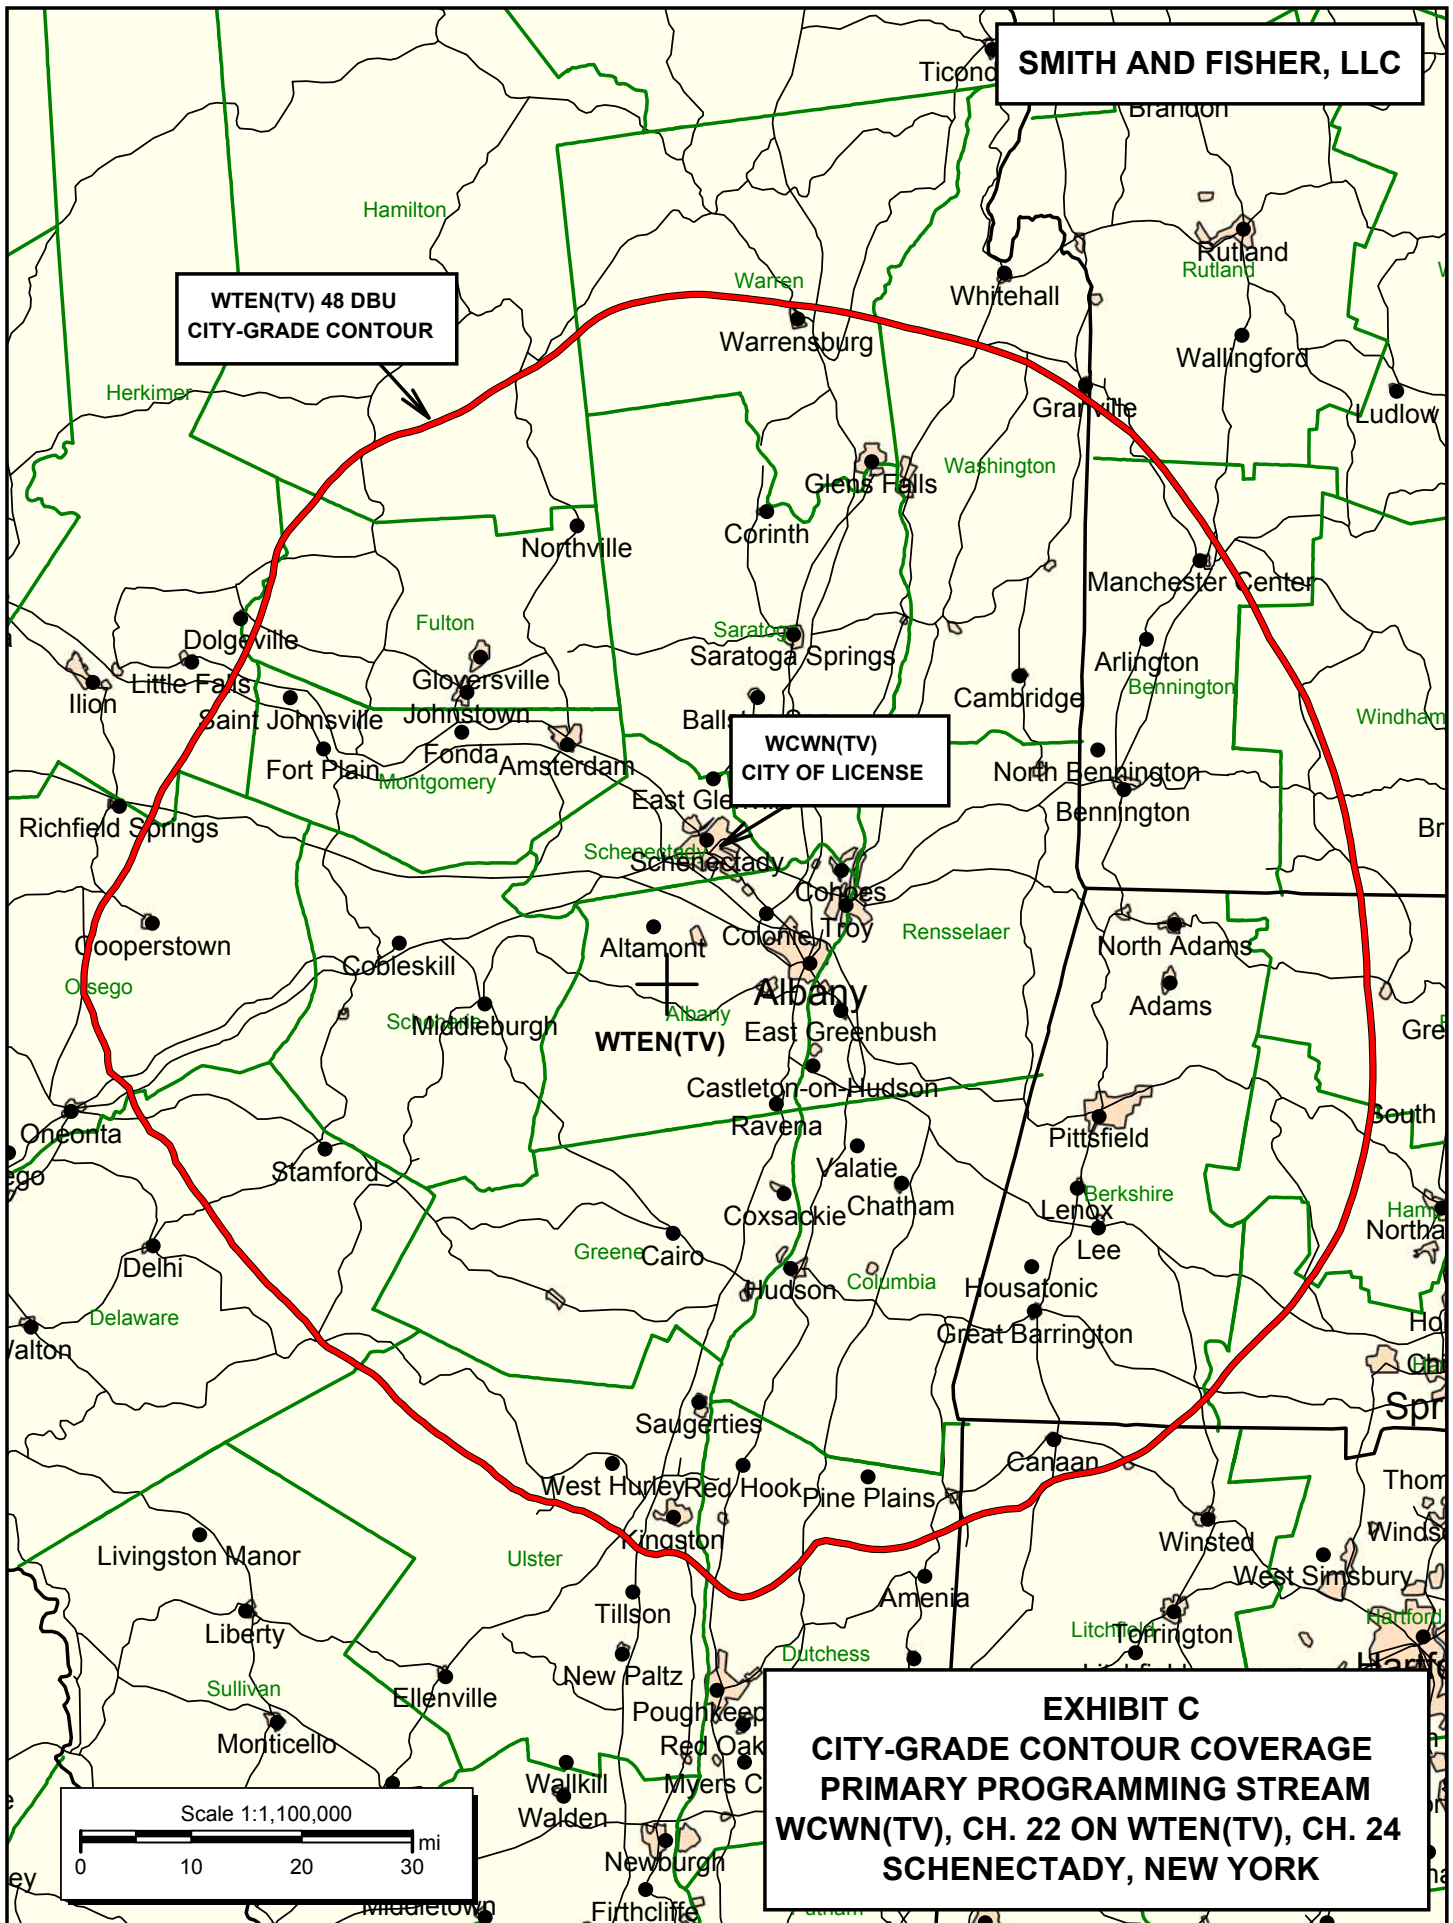 SMITH AND FISHER, LLC
Brandon
Hamilton
Rutland
Rutland
Warren
Whitehall
WTEN(TV) 48 DBU
CITY-GRADE CONTOUR
Warrensburg
Wallingford
Herkimer
Granville
Ludlow
Glens Falls
Washington
Corinth
Northville
Manchester Center
Fulton
Dolgeville
Saratoga
Saratoga Springs
Arlington
Little Falls
Gloversville
Bennington
Ilion
Cambridge
Saint Johnsville
Johnstown
Windham
WCWN(TV)
CITY OF LICENSE
Fonda
Amsterdam
Fort Plain
Montgomery
North Bennington
Bennington
Richfield Springs
Schenectady
Schenectady
Cohoes
Troy
Colonie
Rensselaer
North Adams
Altamont
Cooperstown
Cobleskill
Otsego
Albany
Adams
Albany
Schoharie
Middleburgh
East Greenbush
WTEN(TV)
Castleton-on-Hudson
Ravena
South
Oneonta
Pittsfield
Stamford
Valatie
Chatham
Berkshire
Lenox
Coxsackie
Lee
Greene
Cairo
Delhi
Hudson
Columbia
Housatonic
Delaware
Great Barrington
Saugerties
Canaan
West Hurley
Red Hook
Pine Plains
Kingston
Winsted
Livingston Manor
Ulster
West Simsbury
Amenia
Tillson
Liberty
Litchfield
Torrington
Hartford
Dutchess
New Paltz
Sullivan
Ellenville
Monticello
Red Oak
Myers C
Wallkill
Walden
Newburgh
Middletown
Firthcliffe
Scale 1:1,100,000
0 10 20 30 mi
EXHIBIT C
CITY-GRADE CONTOUR COVERAGE
PRIMARY PROGRAMMING STREAM
WCWN(TV), CH. 22 ON WTEN(TV), CH. 24
SCHENECTADY, NEW YORK